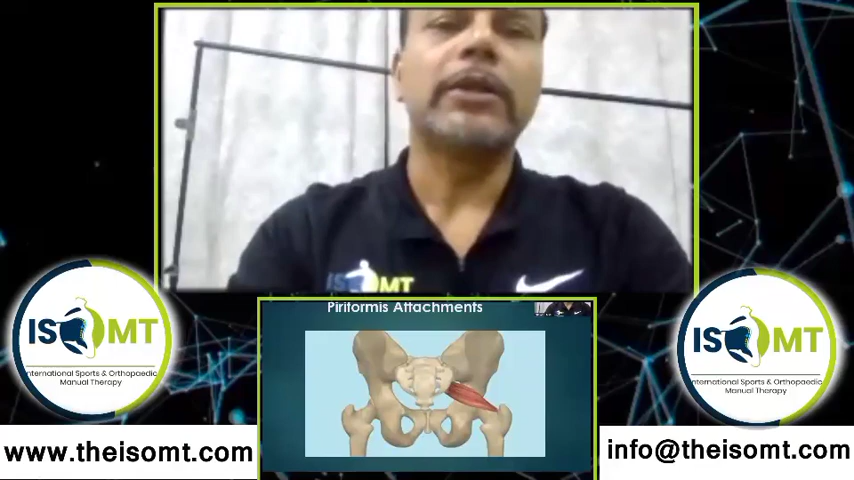 ISOMT
Piriformis Attachments
ISOMT
International Sports & Orthopaedic
Manual Therapy
ISOMT
International Sports & Orthopaedic
Manual Therapy
www.theisomt.com
info@theisomt.com